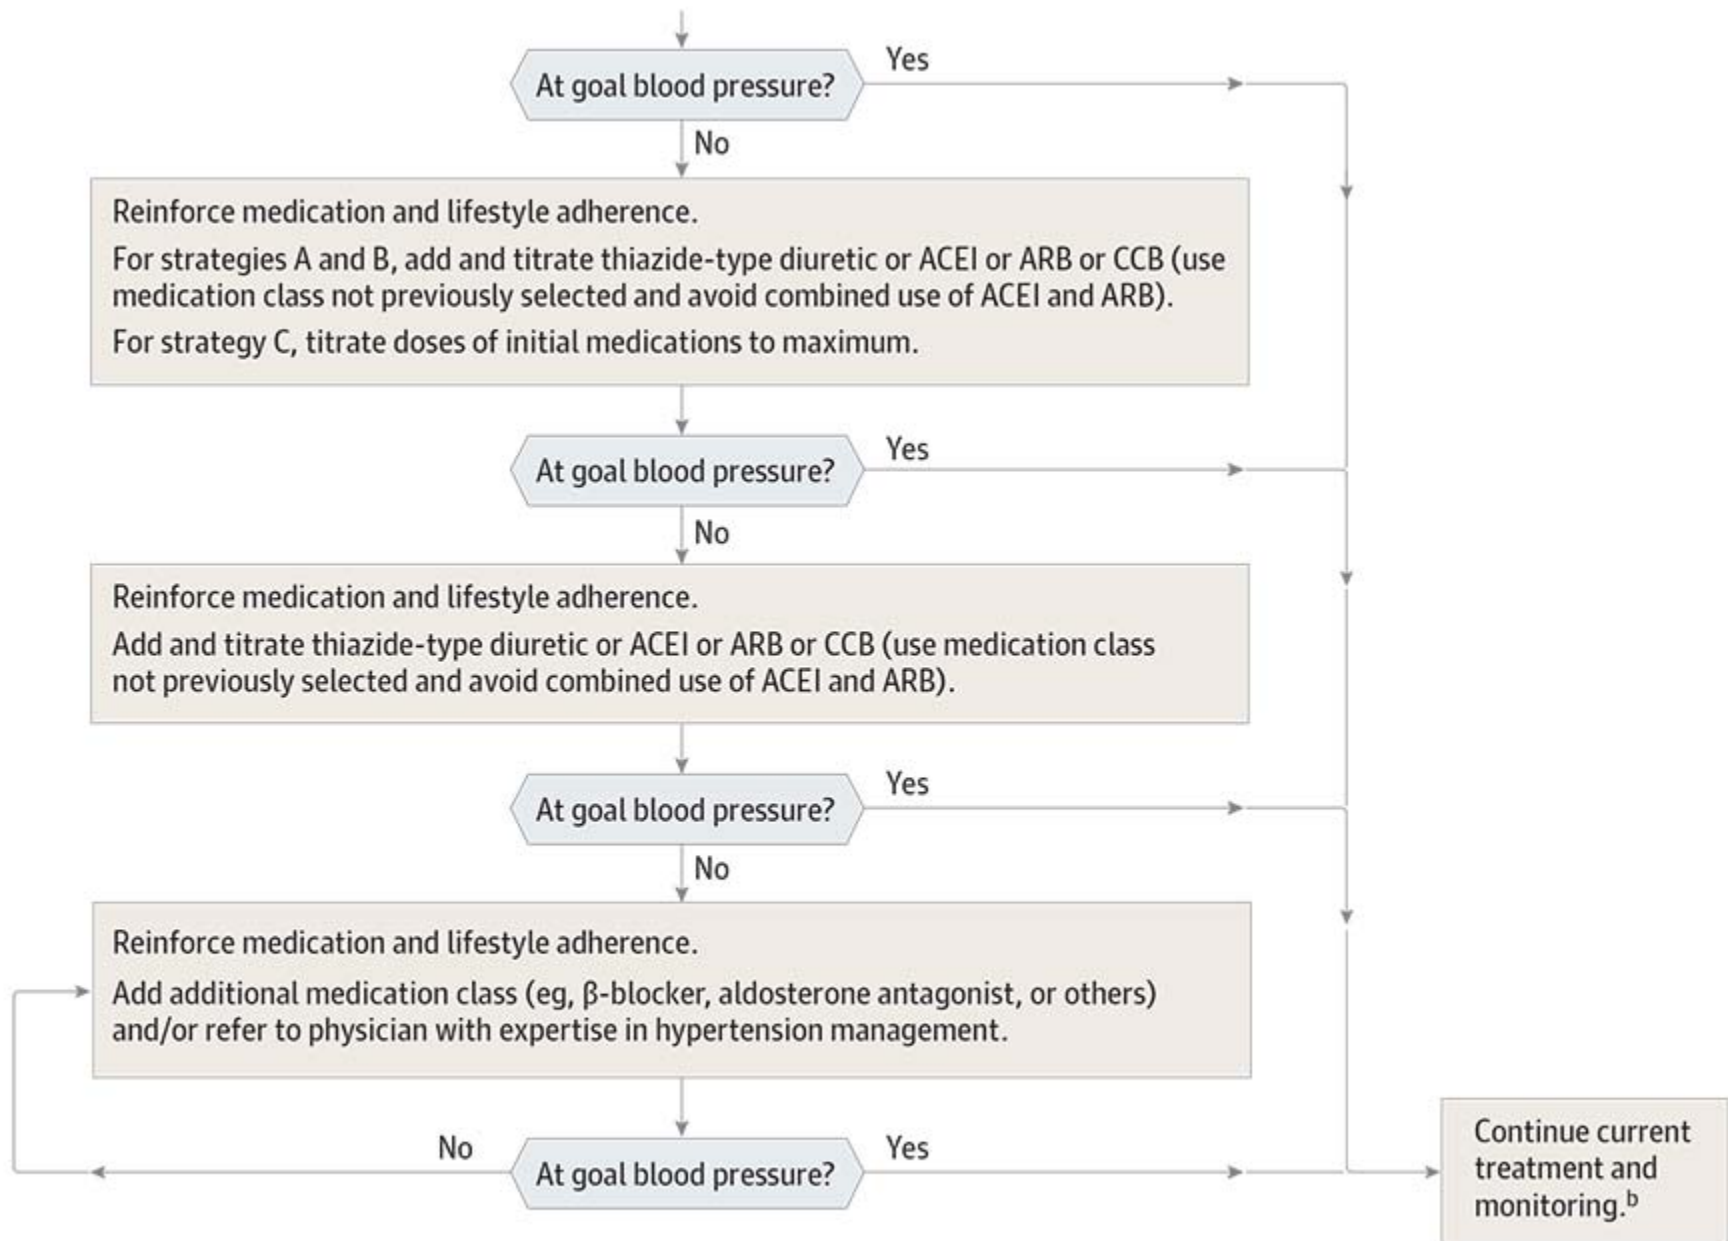 At goal blood pressure?
Yes
No
Reinforce medication and lifestyle adherence.
For strategies A and B, add and titrate thiazide-type diuretic or ACEI or ARB or CCB (use
medication class not previously selected and avoid combined use of ACEI and ARB).
For strategy C, titrate doses of initial medications to maximum.
At goal blood pressure?
Yes
No
Reinforce medication and lifestyle adherence.
Add and titrate thiazide-type diuretic or ACEI or ARB or CCB (use medication class
not previously selected and avoid combined use of ACEI and ARB).
At goal blood pressure?
Yes
No
Reinforce medication and lifestyle adherence.
Add additional medication class (eg, β-blocker, aldosterone antagonist, or others)
and/or refer to physician with expertise in hypertension management.
No
At goal blood pressure?
Yes
Continue current
treatment and
monitoring.ᵇ